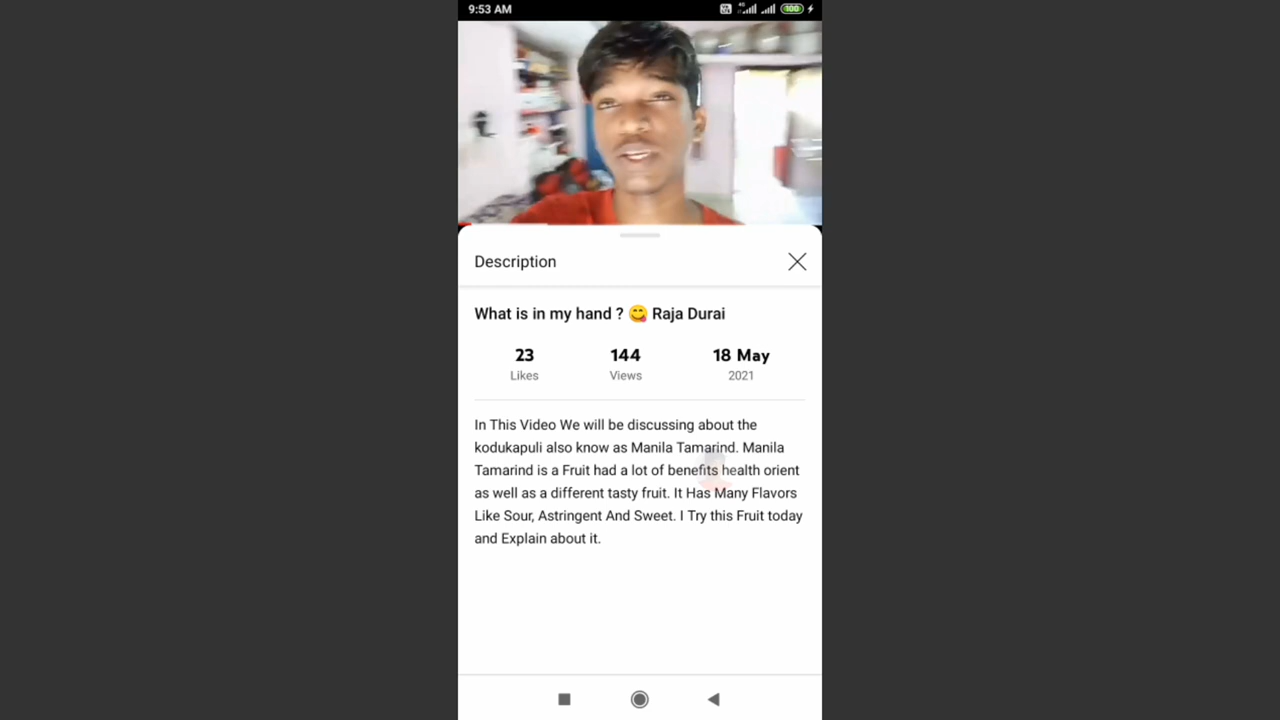 9:53 AM
4G
100
Description
What is in my hand ? 😋 Raja Durai
23 144 18 May
Likes Views 2021
In This Video We will be discussing about the
kodukapuli also know as Manila Tamarind. Manila
Tamarind is a Fruit had a lot of benefits health orient
as well as a different tasty fruit. It Has Many Flavors
Like Sour, Astringent And Sweet. I Try this Fruit today
and Explain about it.